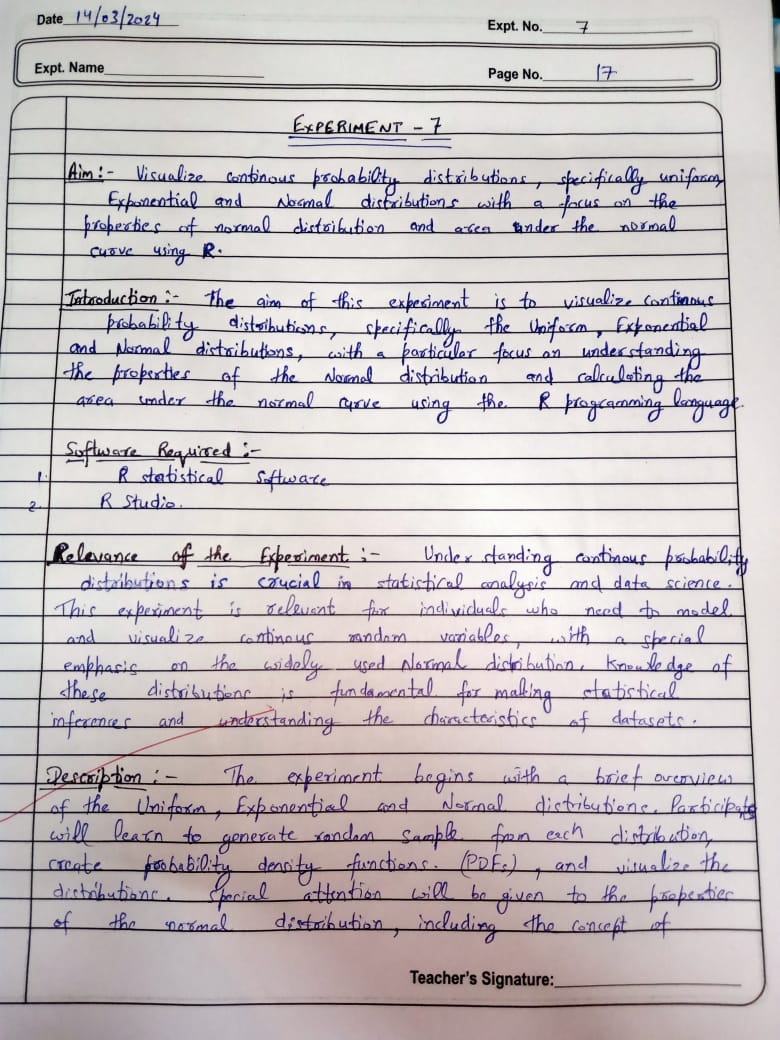 Date 14/03/2024
Expt. No. 7
Expt. Name
Page No. 17
EXPERIMENT - 7
Aim :- Visualize continous probability distributions, specifically uniform,
Exponential and Normal distributions with a focus on the
properties of normal distribution and area under the normal
curve using R.
Introduction :- The aim of this experiment is to visualize continous
probability distributions, specifically the Uniform, Exponential
and Normal distributions, with a particular focus on understanding
the properties of the Normal distribution and calculating the
area under the normal curve using the R programming language.
Software Required :-
1. R statistical Software
2. R Studio.
Relevance of the Experiment :- Understanding continous probability
distributions is crucial in statistical analysis and data science.
This experiment is relevant for individuals who need to model
and visualize continous random variables, with a special
emphasis on the widely used Normal distribution. Knowledge of
these distributions is fundamental for making statistical
inferences and understanding the characteristics of datasets.
Description :- The experiment begins with a brief overview
of the Uniform, Exponential and Normal distributions. Participats
will learn to generate random sample from each distribution,
create probability density functions. (PDFs), and visualize the
distributions. Special attention will be given to the properties
of the normal distribution, including the concept of
Teacher's Signature: